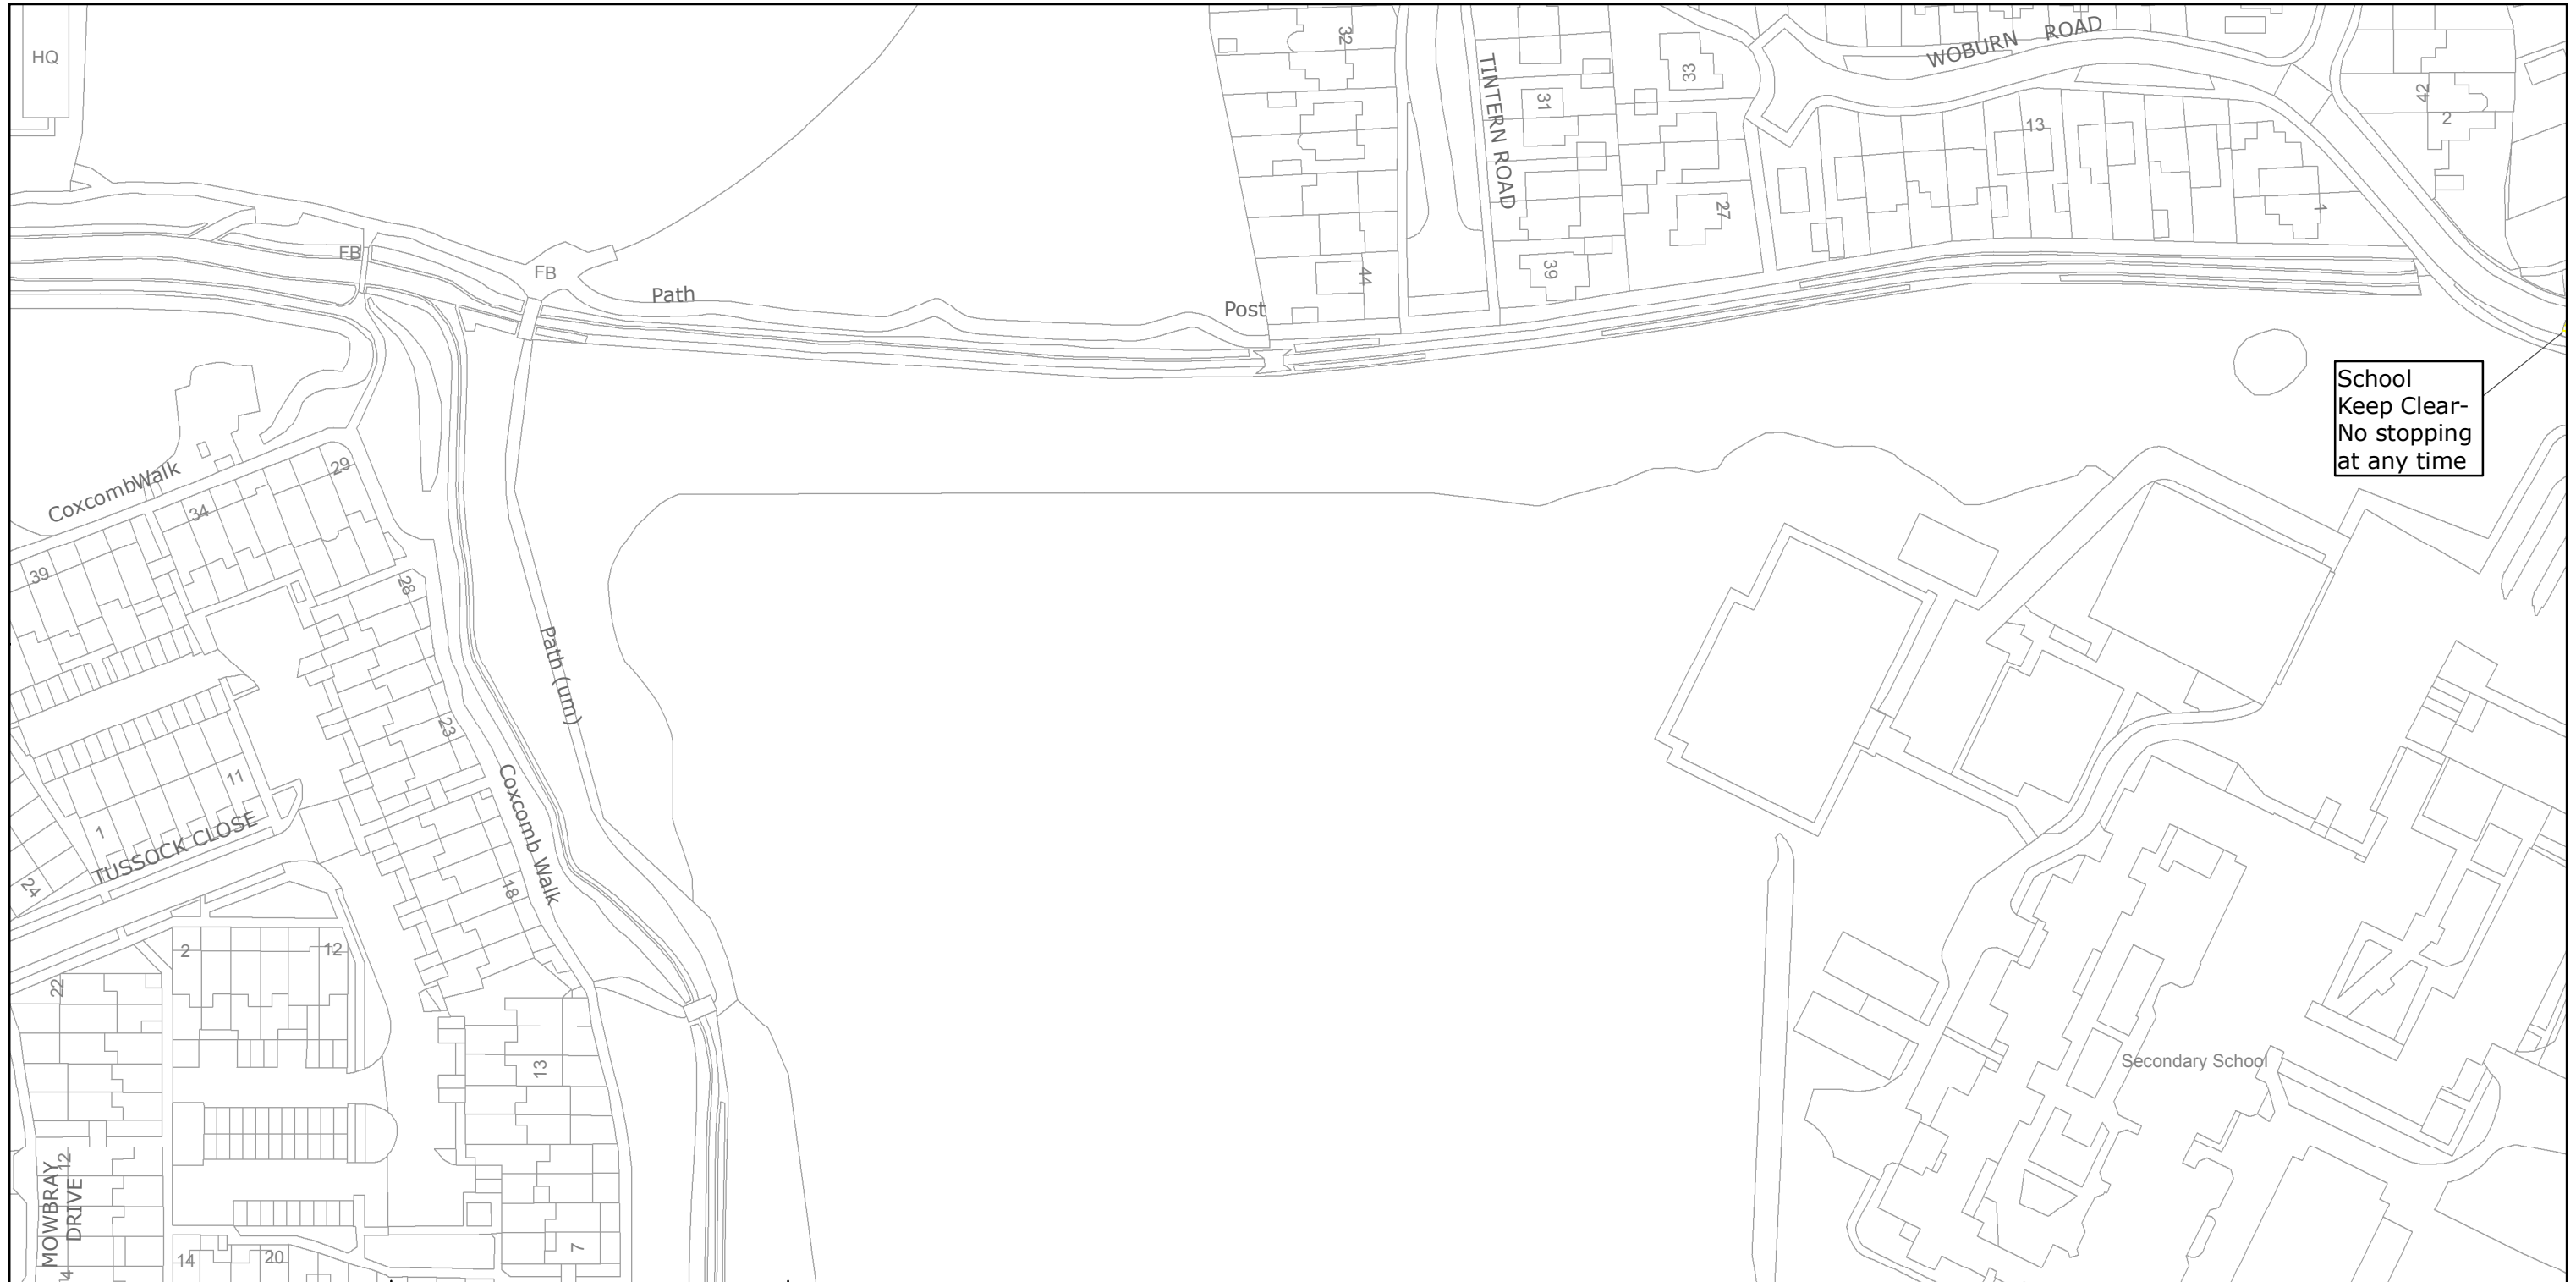 HQ
32
TINTERN ROAD
31
33
WOBURN ROAD
42
2
13
27
1
FB
FB
39
44
Path
Post
School
Keep Clear-
No stopping
at any time
CoxcombWalk
29
34
39
28
Path (um)
23
11
1
TUSSOCK CLOSE
Coxcomb Walk
24
18
2
12
22
13
Secondary School
12
MOWBRAY
DRIVE
7
14
20
4